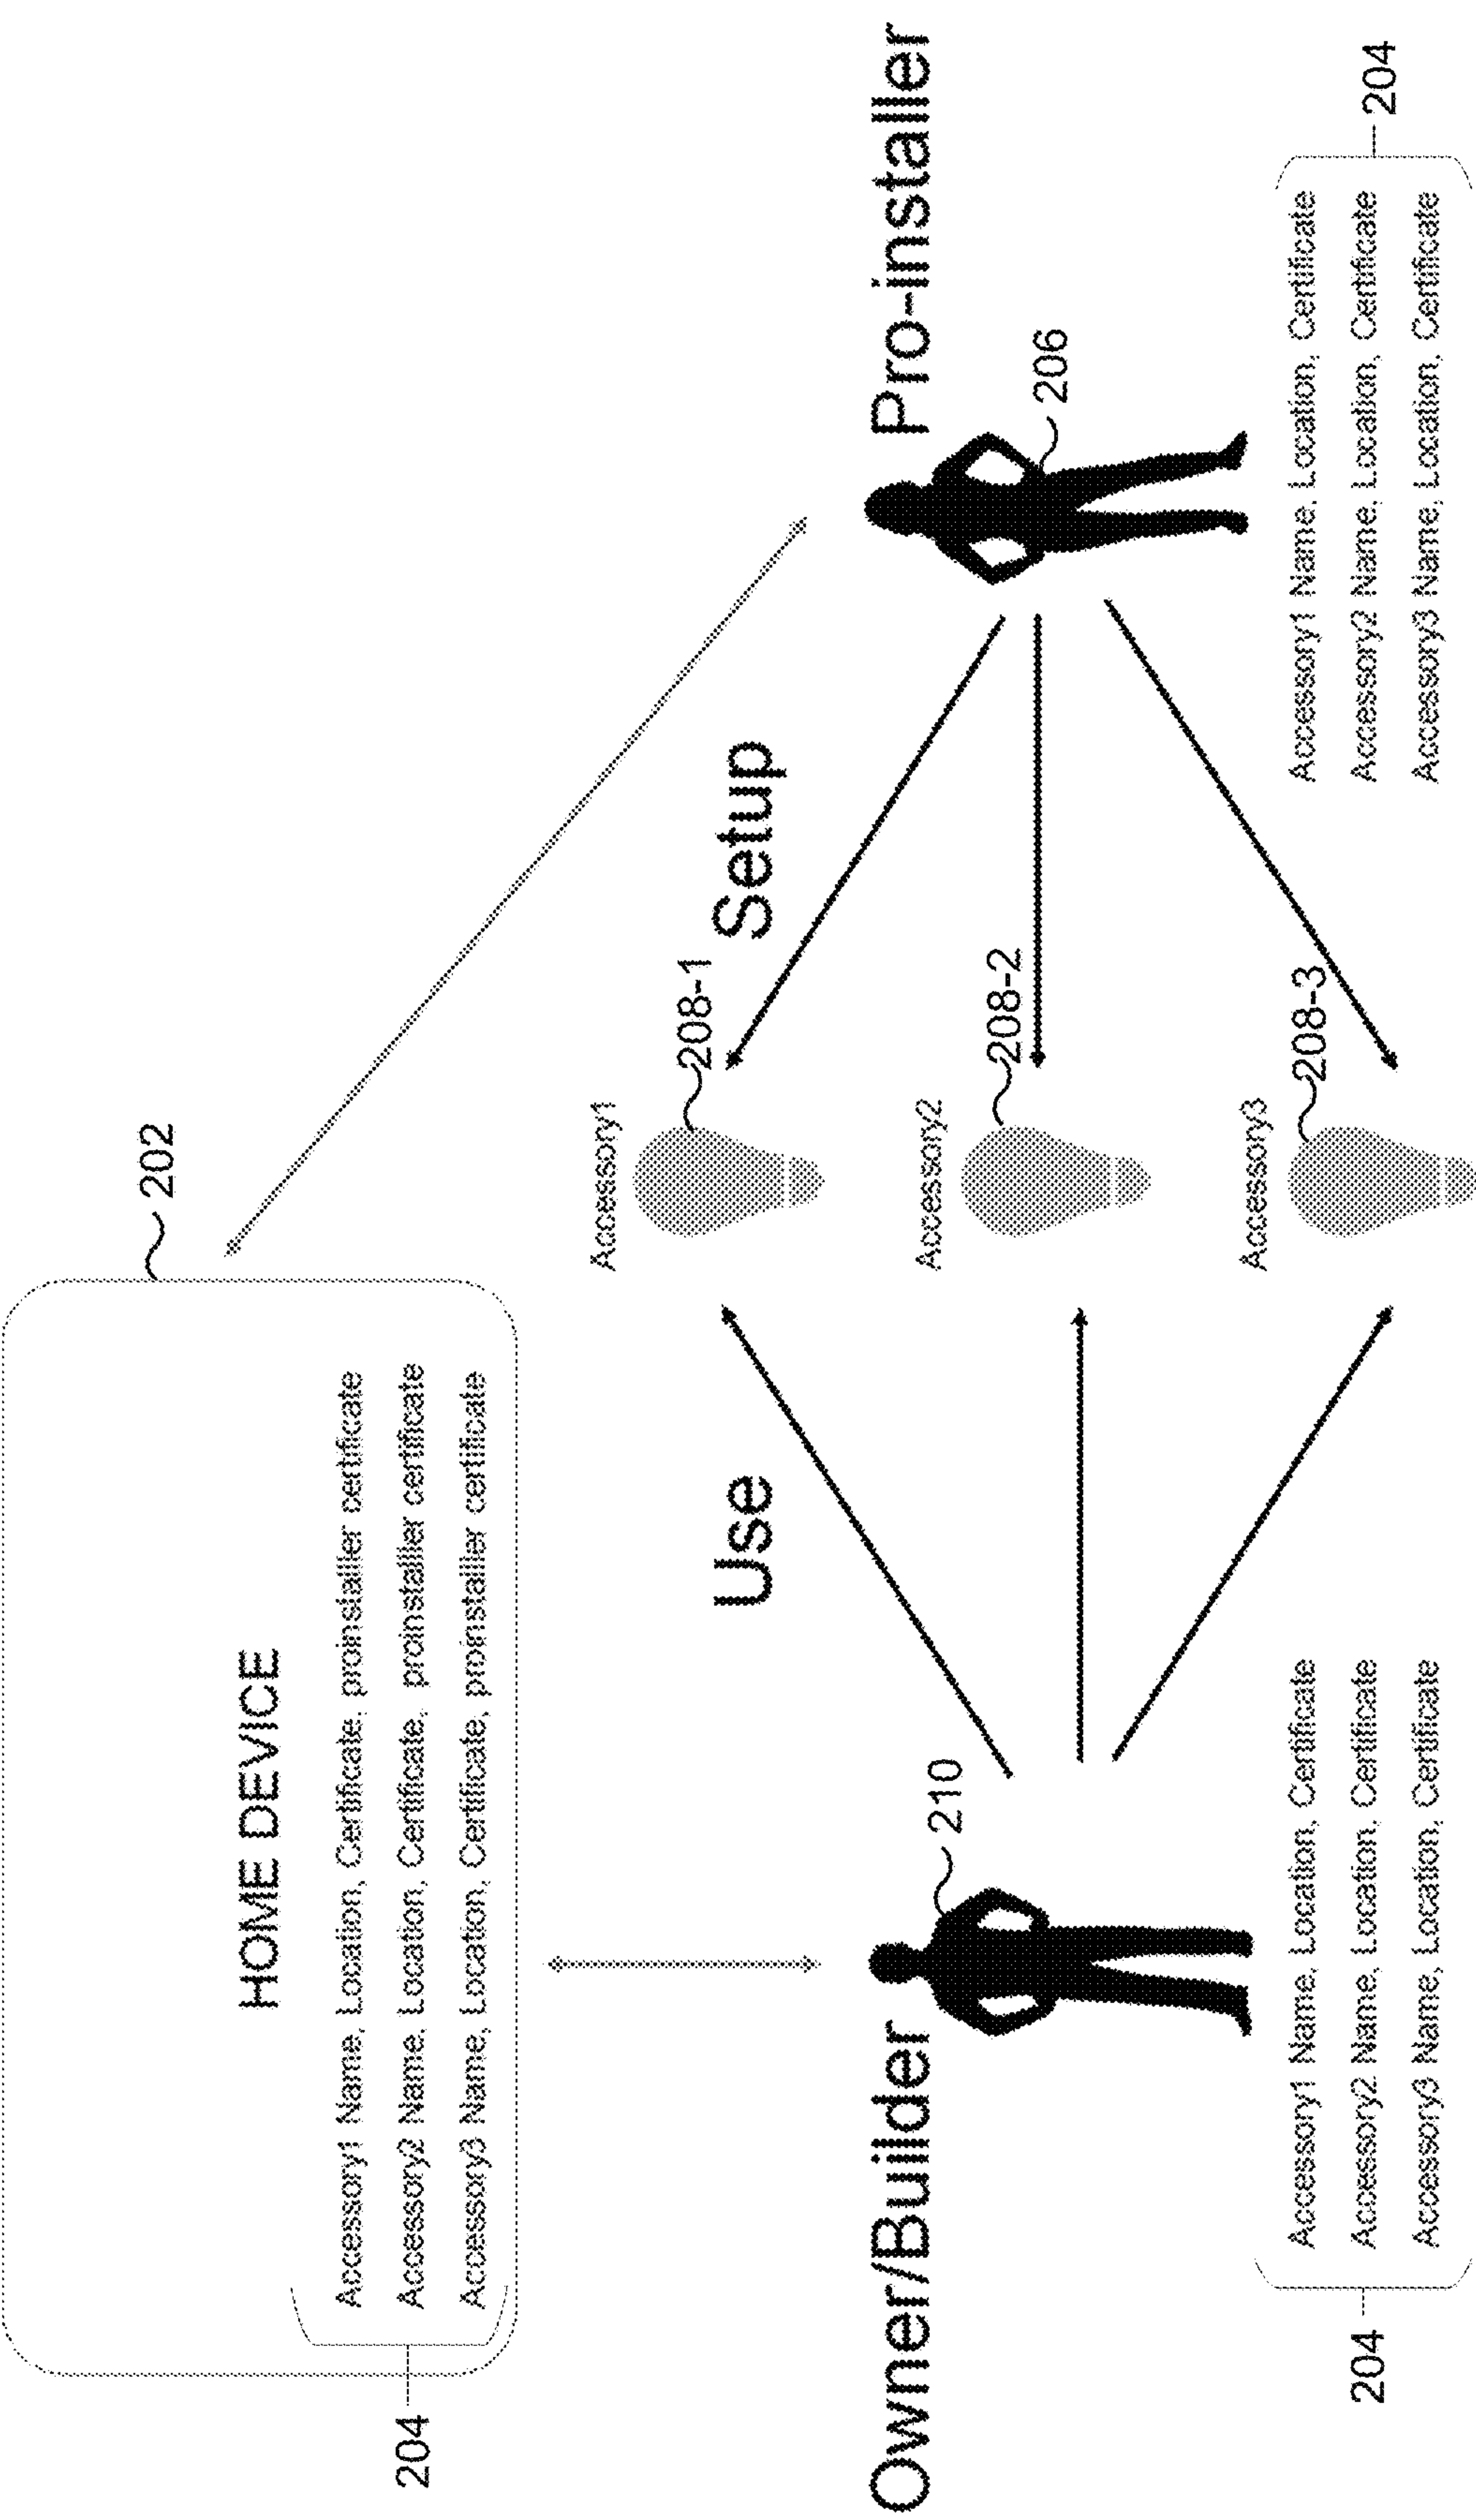 202
HOME DEVICE
Accessory1 Name, Location, Certificate, proinstaller certificate
Accessory2 Name, Location, Certificate, proinstaller certificate
Accessory3 Name, Location, Certificate, proinstaller certificate
204
Accessory1
208-1
Use
Setup
Owner/Builder
210
Accessory2
208-2
Pro-installer
206
Accessory3
208-3
Accessory1 Name, Location, Certificate
Accessory2 Name, Location, Certificate
Accessory3 Name, Location, Certificate
204
Accessory1 Name, Location, Certificate
Accessory2 Name, Location, Certificate
Accessory3 Name, Location, Certificate
204